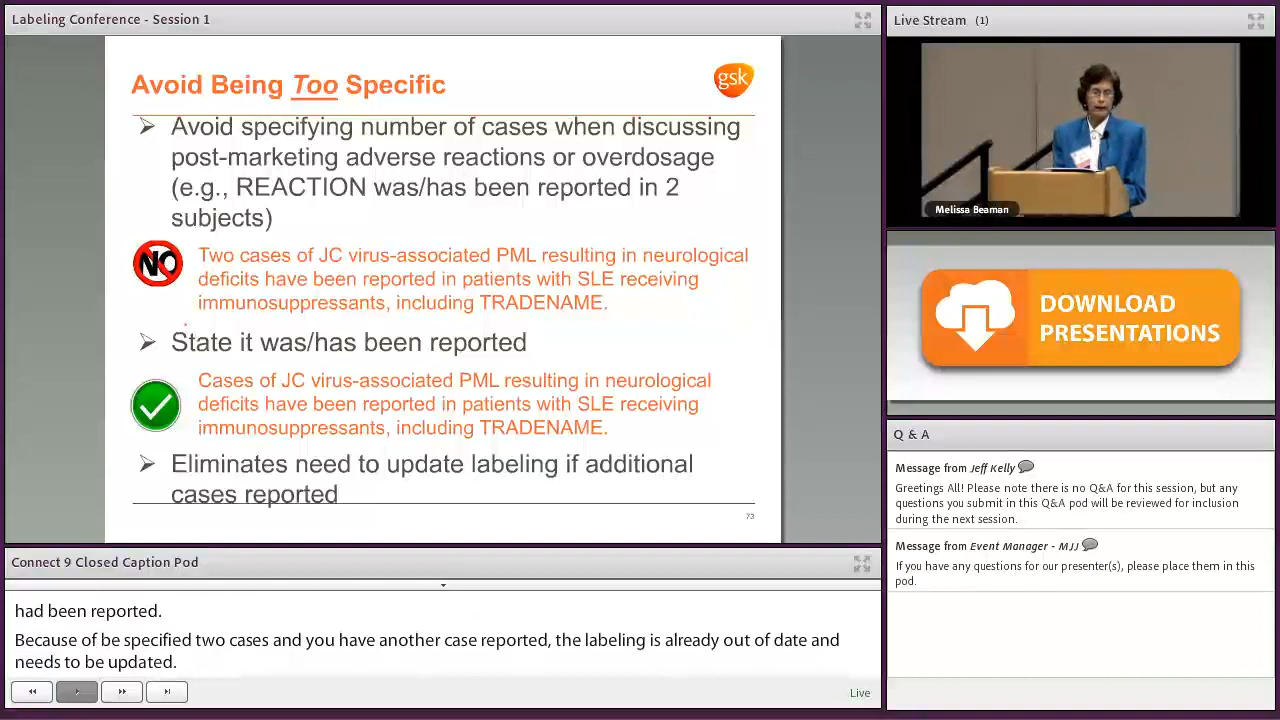 Labeling Conference - Session 1
Avoid Being Too Specific
gsk
Avoid specifying number of cases when discussing
post-marketing adverse reactions or overdosage
(e.g., REACTION was/has been reported in 2
subjects)
NO
Two cases of JC virus-associated PML resulting in neurological
deficits have been reported in patients with SLE receiving
immunosuppressants, including TRADENAME.
State it was/has been reported
Cases of JC virus-associated PML resulting in neurological
deficits have been reported in patients with SLE receiving
immunosuppressants, including TRADENAME.
Eliminates need to update labeling if additional
cases reported
73
Connect 9 Closed Caption Pod
had been reported.
Because of be specified two cases and you have another case reported, the labeling is already out of date and
needs to be updated.
Live
Live Stream (1)
Melissa Beaman
DOWNLOAD
PRESENTATIONS
Q & A
Message from Jeff Kelly
Greetings All! Please note there is no Q&A for this session, but any
questions you submit in this Q&A pod will be reviewed for inclusion
during the next session.
Message from Event Manager - MJJ
If you have any questions for our presenter(s), please place them in this
pod.